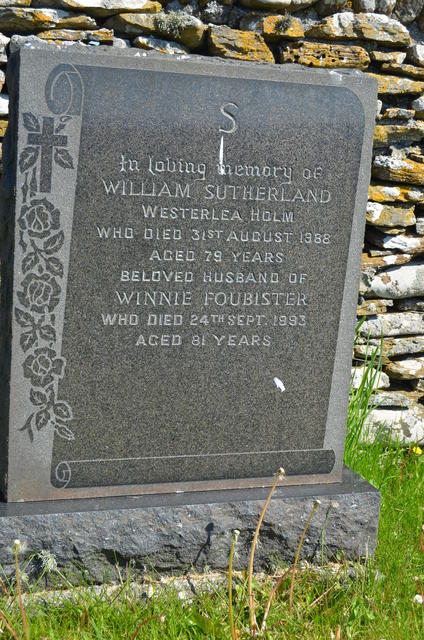 S
In loving memory of
WILLIAM SUTHERLAND
WESTERLEA HOLM
WHO DIED 31ST AUGUST 1988
AGED 79 YEARS
BELOVED HUSBAND OF
WINNIE FOUBISTER
WHO DIED 24TH SEPT. 1993
AGED 81 YEARS